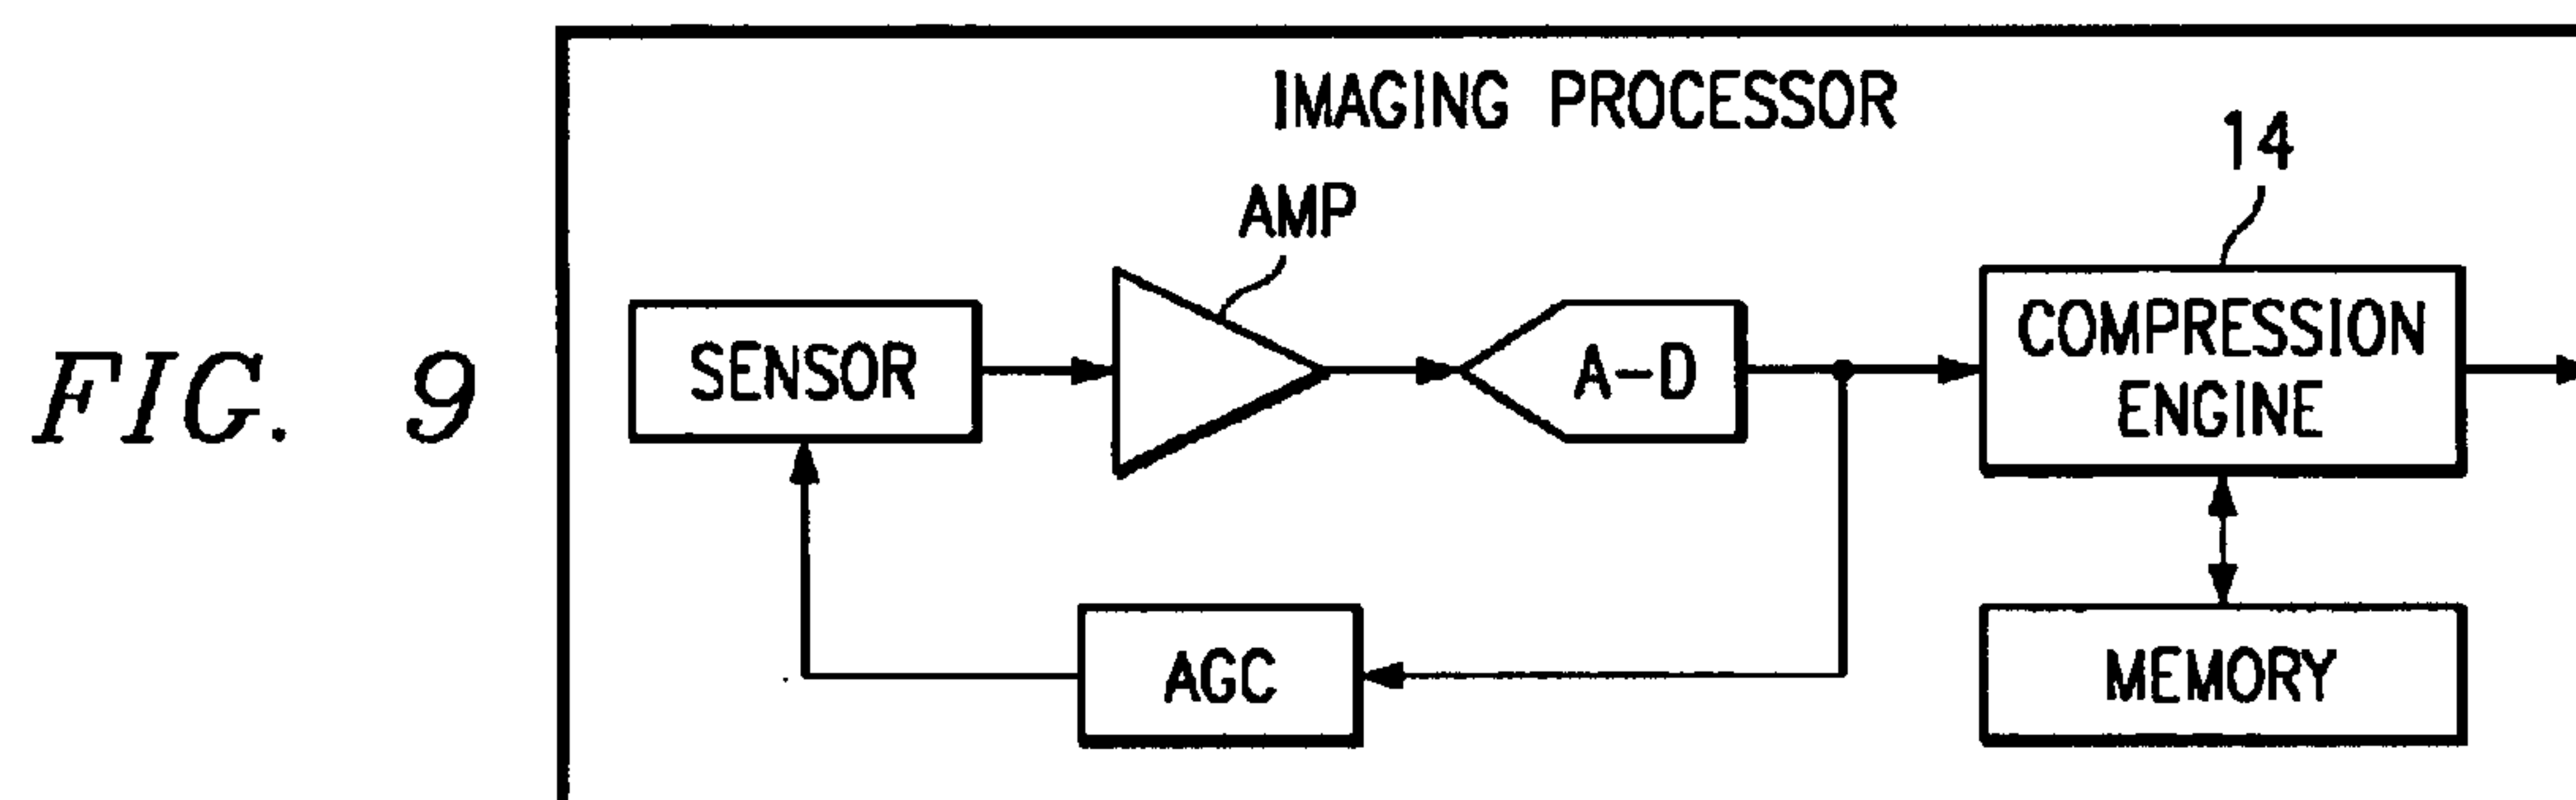 IMAGING PROCESSOR
14
AMP
SENSOR
A-D
COMPRESSION
ENGINE
FIG. 9
AGC
MEMORY